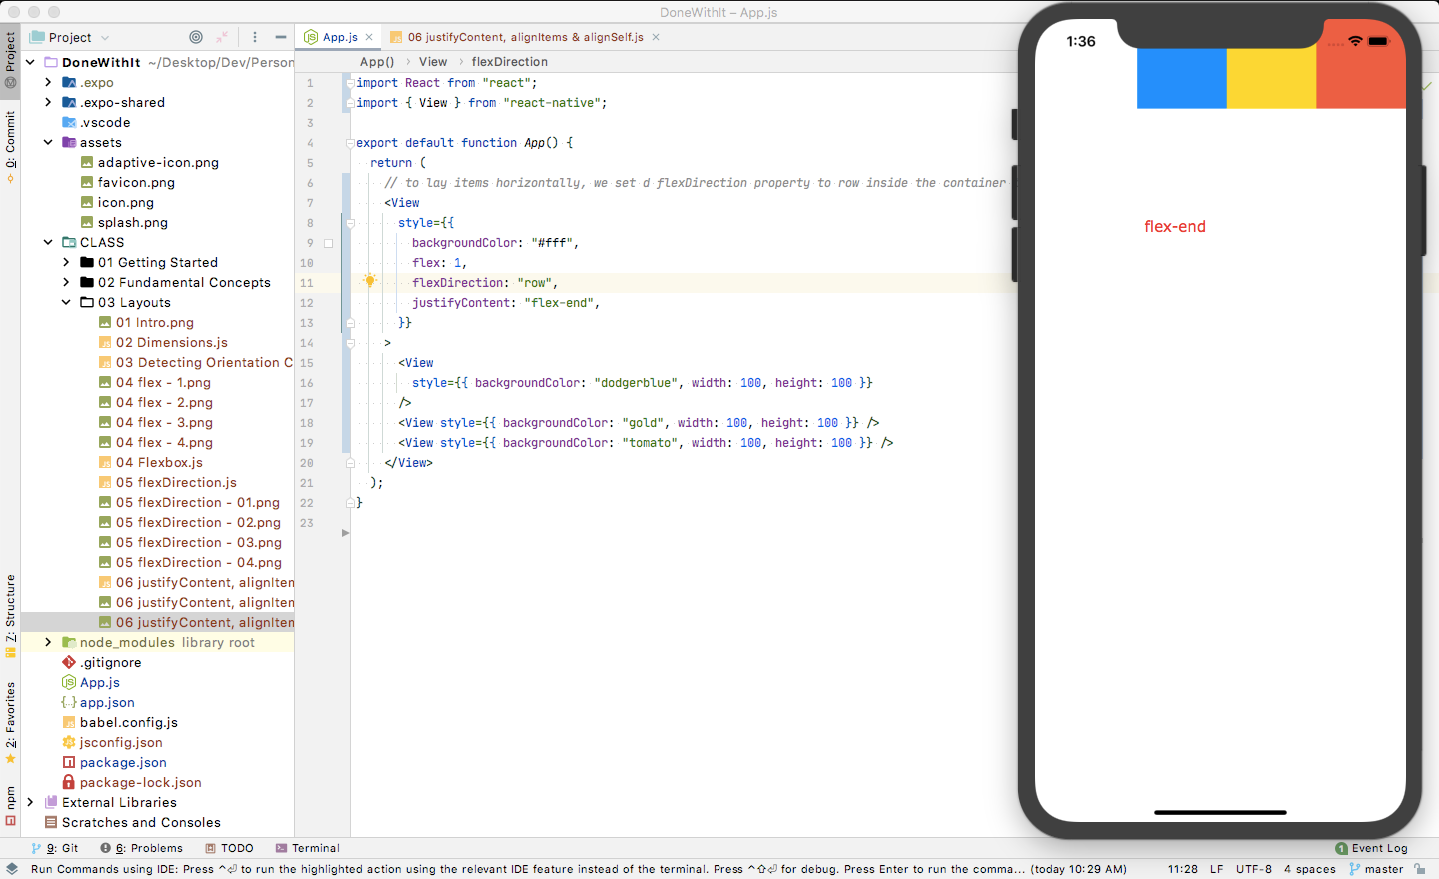 DoneWithIt – App.js
Project
App.js
06 justifyContent, alignItems & alignSelf.js
App()
View
flexDirection
Project
0: Commit
7: Structure
2: Favorites
npm
DoneWithIt ~/Desktop/Dev/Person
.expo
.expo-shared
.vscode
assets
adaptive-icon.png
favicon.png
icon.png
splash.png
CLASS
01 Getting Started
02 Fundamental Concepts
03 Layouts
01 Intro.png
02 Dimensions.js
03 Detecting Orientation C
04 flex - 1.png
04 flex - 2.png
04 flex - 3.png
04 flex - 4.png
04 Flexbox.js
05 flexDirection.js
05 flexDirection - 01.png
05 flexDirection - 02.png
05 flexDirection - 03.png
05 flexDirection - 04.png
06 justifyContent, alignIten
06 justifyContent, alignIten
06 justifyContent, alignIten
node_modules library root
.gitignore
App.js
app.json
babel.config.js
jsconfig.json
package.json
package-lock.json
External Libraries
Scratches and Consoles
1 import React from "react";
2 import { View } from "react-native";
3
4 export default function App() {
5 return (
6 // to lay items horizontally, we set d flexDirection property to row inside the container
7 <View
8 style={{
9 backgroundColor: "#fff",
10 flex: 1,
11 flexDirection: "row",
12 justifyContent: "flex-end",
13 }}
14 >
15 <View
16 style={{ backgroundColor: "dodgerblue", width: 100, height: 100 }}
17 />
18 <View style={{ backgroundColor: "gold", width: 100, height: 100 }} />
19 <View style={{ backgroundColor: "tomato", width: 100, height: 100 }} />
20 </View>
21 );
22 }
23
1:36
flex-end
9: Git
6: Problems
TODO
Terminal
1 Event Log
Run Commands using IDE: Press ^⏎ to run the highlighted action using the relevant IDE feature instead of the terminal. Press ^⇧⏎ for debug. Press Enter to run the comma... (today 10:29 AM)
11:28 LF UTF-8 4 spaces master